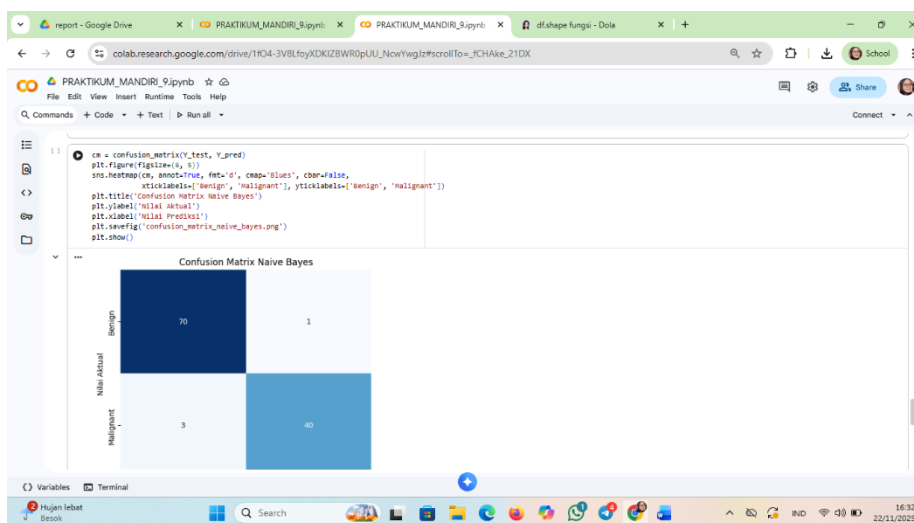 report - Google Drive
PRAKTIKUM_MANDIRI_9.ipynb
PRAKTIKUM_MANDIRI_9.ipynb
df.shape fungsi - Dola
colab.research.google.com/drive/1fO4-3V8LfoyXDKIZBWR0pUU_NcwYwgJz#scrollTo=_fCHAke_21DX
School
PRAKTIKUM_MANDIRI_9.ipynb
File Edit View Insert Runtime Tools Help
Share
Commands + Code + Text Run all
Connect
[ ]
cm = confusion_matrix(Y_test, Y_pred)
plt.figure(figsize=(6, 5))
sns.heatmap(cm, annot=True, fmt='d', cmap='Blues', cbar=False,
xticklabels=['Benign', 'Malignant'], yticklabels=['Benign', 'Malignant'])
plt.title('Confusion Matrix Naive Bayes')
plt.ylabel('Nilai Aktual')
plt.xlabel('Nilai Prediksi')
plt.savefig('confusion_matrix_naive_bayes.png')
plt.show()
...
Confusion Matrix Naive Bayes
Benign
70
1
Nilai Aktual
Malignant
3
40
{} Variables
Terminal
2
Hujan lebat
Besok
Search
IND
16:32